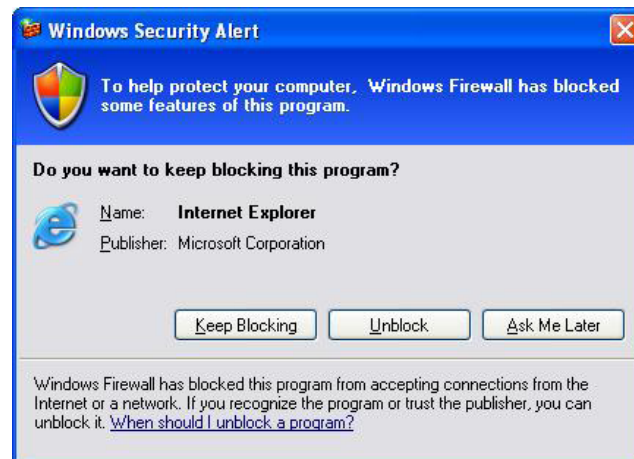 Windows Security Alert
To help protect your computer, Windows Firewall has blocked
some features of this program.
Do you want to keep blocking this program?
Name: Internet Explorer
Publisher: Microsoft Corporation
Keep Blocking Unblock Ask Me Later
Windows Firewall has blocked this program from accepting connections from the
Internet or a network. If you recognize the program or trust the publisher, you can
unblock it. When should I unblock a program?